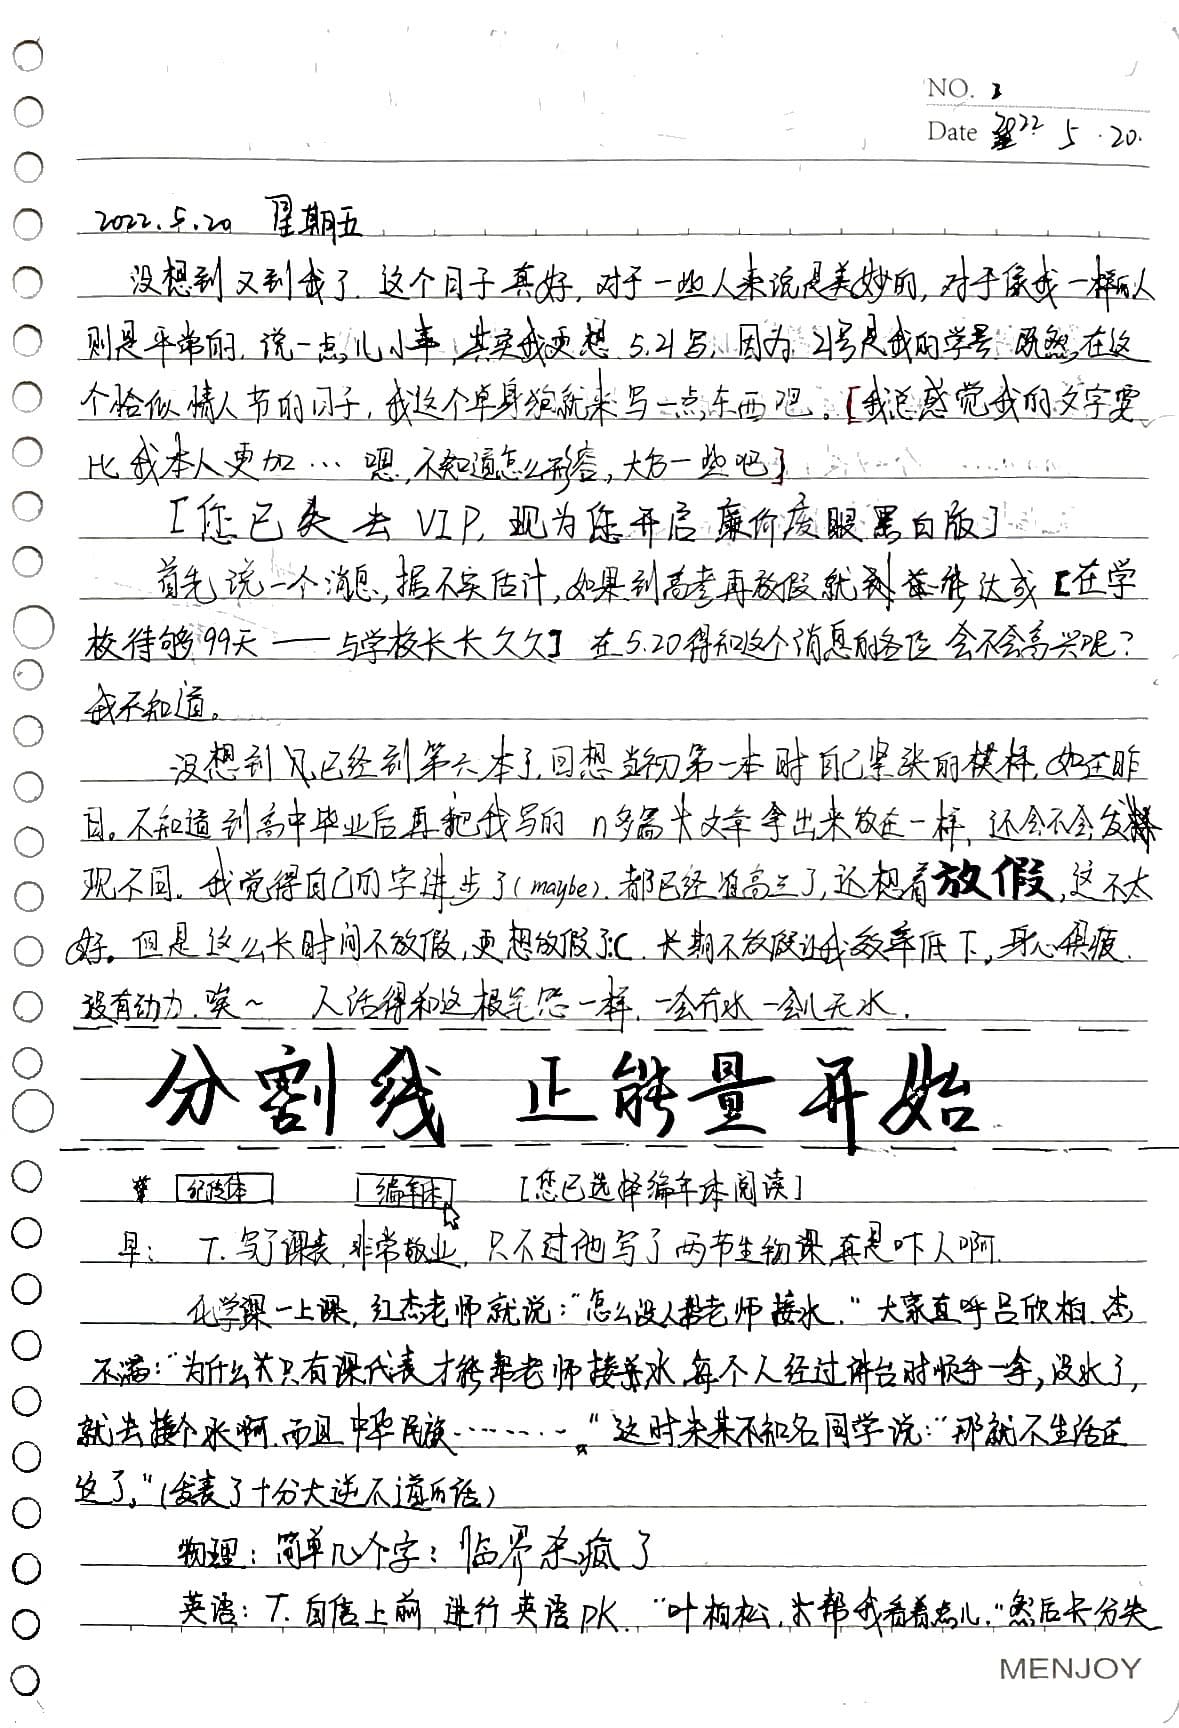 NO. 3
Date 2022 5.20.
2022.5.20 星期五
没想到又到我了.这个日子真好,对于一些人来说是美妙的,对于像我一样的人
则是平常的.说一点儿小事,其实我更想5.21写,因为21号是我的学号.既然在这
个恰似情人节的日子,我这个单身狼就来写一点东西吧。[我总感觉我的文字要
比我本人更加…嗯,不知道怎么形容,大方一些吧]
[您已失去VIP,现为您开启廉价废眼黑白版]
首先说一个消息,据不实估计,如果到高考再放假就能达成[在学
校待够99天——与学校长长久久]在5.20得知这个消息的各位会不会高兴呢?
我不知道。
没想到 已经到第六本了,回想当初第一本时自己紧张的模样,如在昨
日。不知道到高中毕业后再把我写的n多篇长文章拿出来放在一样,还会不会发
现不同。我觉得自己的字进步了(maybe).都已经准高三了,还想着放假,这不太
好。但是这么长时间不放假,更想放假了:(.长期不放假让我效率低下,身心俱疲.
没有动力.唉~ 人活得和这根笔芯一样,一会有水一会儿无水.
分割线 正能量开始
纪传体 编年体 [您已选择编年体阅读]
早: T.写了课表,非常敬业,只不过他写了两节生物课,真是吓人啊.
化学课一上课,红杰老师就说:"怎么没人帮老师接水."大家直呼吕欣柏.杰
不满:"为什么只有课代表才能帮老师接水,每个人经过讲台时顺手一拿,没水了,
就去接个水啊.而且中华民族………。"这时某不知名同学说:"那就不生活在
这了。"(发表了十分大逆不道的话)
物理:简单几个字:临界杀疯了
英语:T.自信上前,进行英语PK."叶柏松,帮我看着点儿."然后长分失
MENJOY